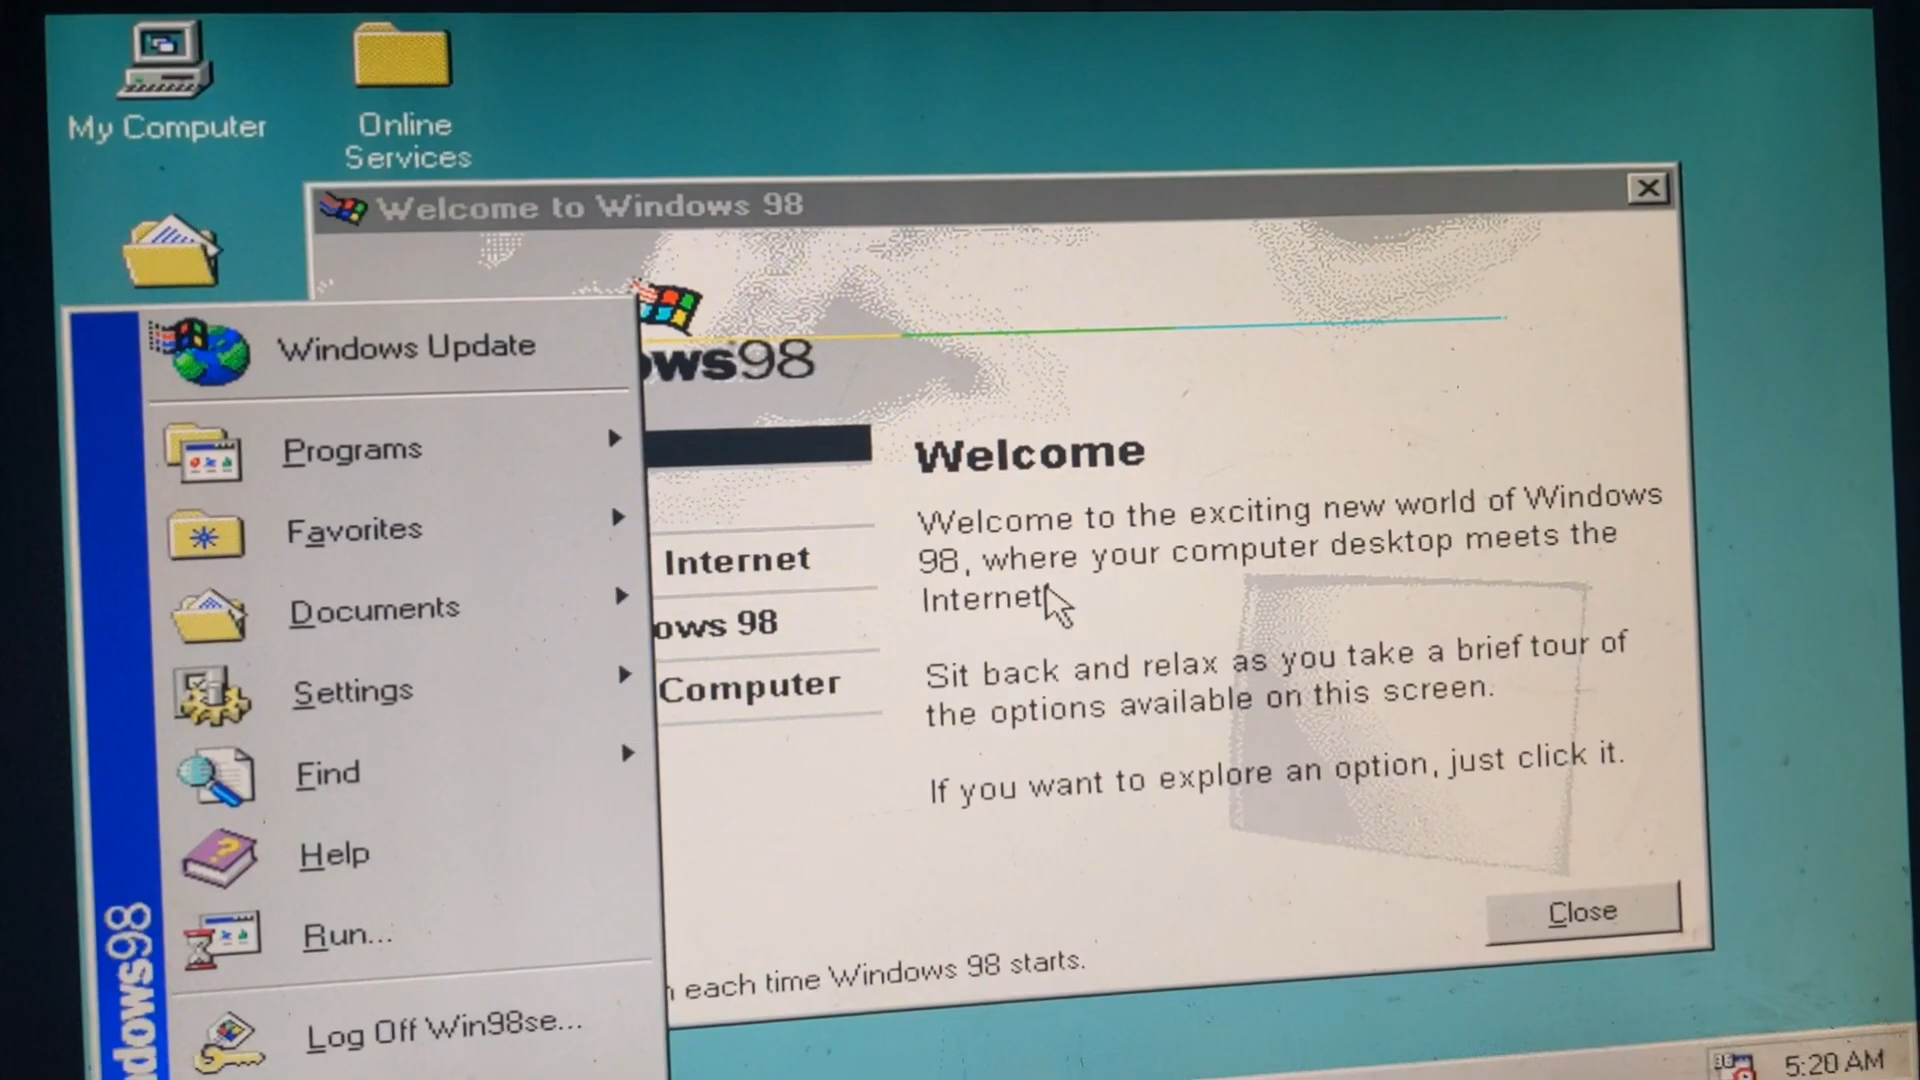 My Computer
Online
Services
Welcome to Windows 98
Windows Update
Programs
Favorites
Documents
Settings
Find
Help
Run...
Log Off Win98se...
ndows98
ows98
Internet
ows 98
Computer
Welcome
Welcome to the exciting new world of Windows
98, where your computer desktop meets the
Internet
Sit back and relax as you take a brief tour of
the options available on this screen.
If you want to explore an option, just click it.
Close
each time Windows 98 starts.
5:20 AM